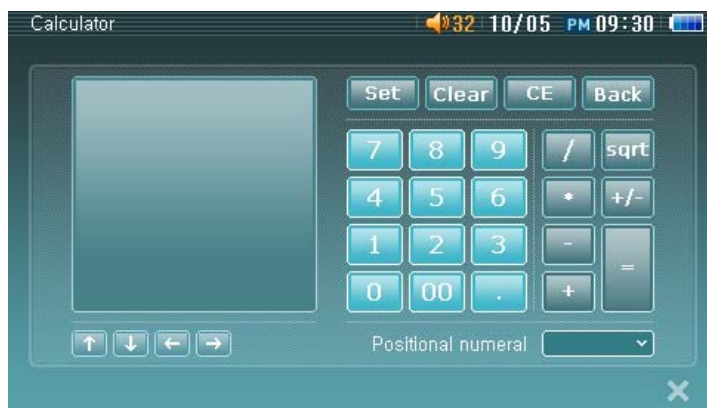 Calculator 32 10/05 PM 09:30
Set Clear CE Back
7 8 9 / sqrt
4 5 6 * +/-
1 2 3 - =
0 00 . +
Positional numeral